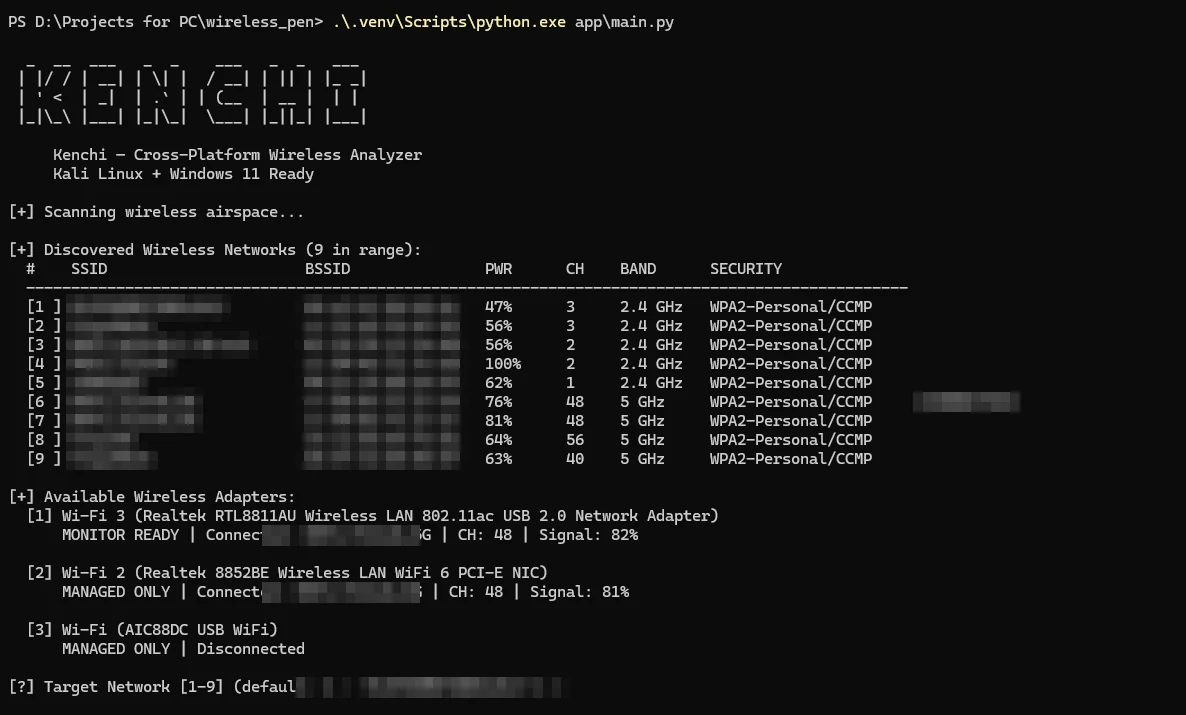 PS D:\Projects for PC\wireless_pen> .\.venv\Scripts\python.exe app\main.py
KENCHI
Kenchi – Cross-Platform Wireless Analyzer
Kali Linux + Windows 11 Ready
[+] Scanning wireless airspace...
[+] Discovered Wireless Networks (9 in range):
# SSID BSSID PWR CH BAND SECURITY
[1 ] 47% 3 2.4 GHz WPA2-Personal/CCMP
[2 ] 56% 3 2.4 GHz WPA2-Personal/CCMP
[3 ] 56% 2 2.4 GHz WPA2-Personal/CCMP
[4 ] 100% 2 2.4 GHz WPA2-Personal/CCMP
[5 ] 62% 1 2.4 GHz WPA2-Personal/CCMP
[6 ] 76% 48 5 GHz WPA2-Personal/CCMP
[7 ] 81% 48 5 GHz WPA2-Personal/CCMP
[8 ] 64% 56 5 GHz WPA2-Personal/CCMP
[9 ] 63% 40 5 GHz WPA2-Personal/CCMP
[+] Available Wireless Adapters:
[1] Wi-Fi 3 (Realtek RTL8811AU Wireless LAN 802.11ac USB 2.0 Network Adapter)
MONITOR READY | Connec G | CH: 48 | Signal: 82%
[2] Wi-Fi 2 (Realtek 8852BE Wireless LAN WiFi 6 PCI-E NIC)
MANAGED ONLY | Connect | CH: 48 | Signal: 81%
[3] Wi-Fi (AIC88DC USB WiFi)
MANAGED ONLY | Disconnected
[?] Target Network [1-9] (defaul